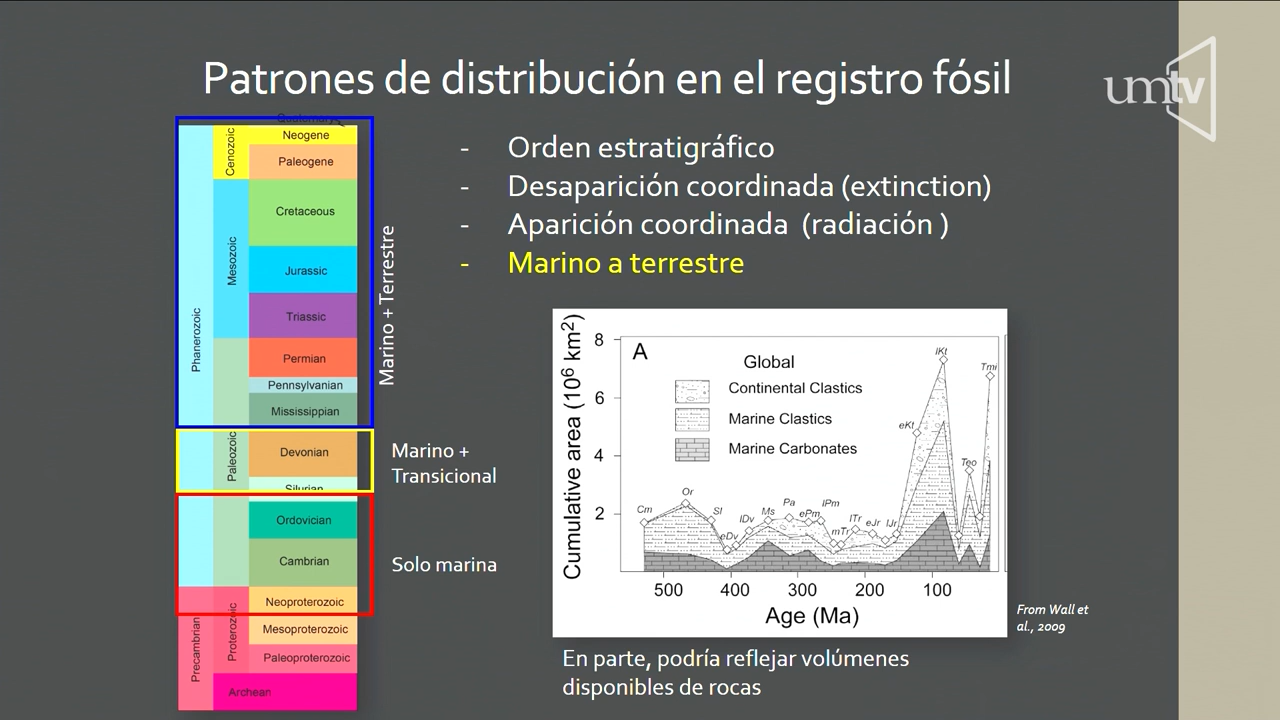 Patrones de distribución en el registro fósil
umtv
- Orden estratigráfico
- Desaparición coordinada (extinction)
- Aparición coordinada (radiación )
- Marino a terrestre
Quaternary
Neogene
Paleogene
Cretaceous
Jurassic
Triassic
Permian
Pennsylvanian
Mississippian
Devonian
Silurian
Ordovician
Cambrian
Neoproterozoic
Mesoproterozoic
Paleoproterozoic
Archean
Cenozoic
Mesozoic
Paleozoic
Proterozoic
Phanerozoic
Precambrian
Marino + Terrestre
Marino +
Transicional
Solo marina
A
Global
Continental Clastics
Marine Clastics
Marine Carbonates
Cumulative area (10⁶ km²)
8
6
4
2
Cm
Or
Sl
eDv
lDv
Ms
Pa
ePm
lPm
mTr
lTr
eJr
lJr
eKt
lKt
Teo
Tmi
500 400 300 200 100
Age (Ma)
From Wall et
al., 2009
En parte, podría reflejar volúmenes
disponibles de rocas